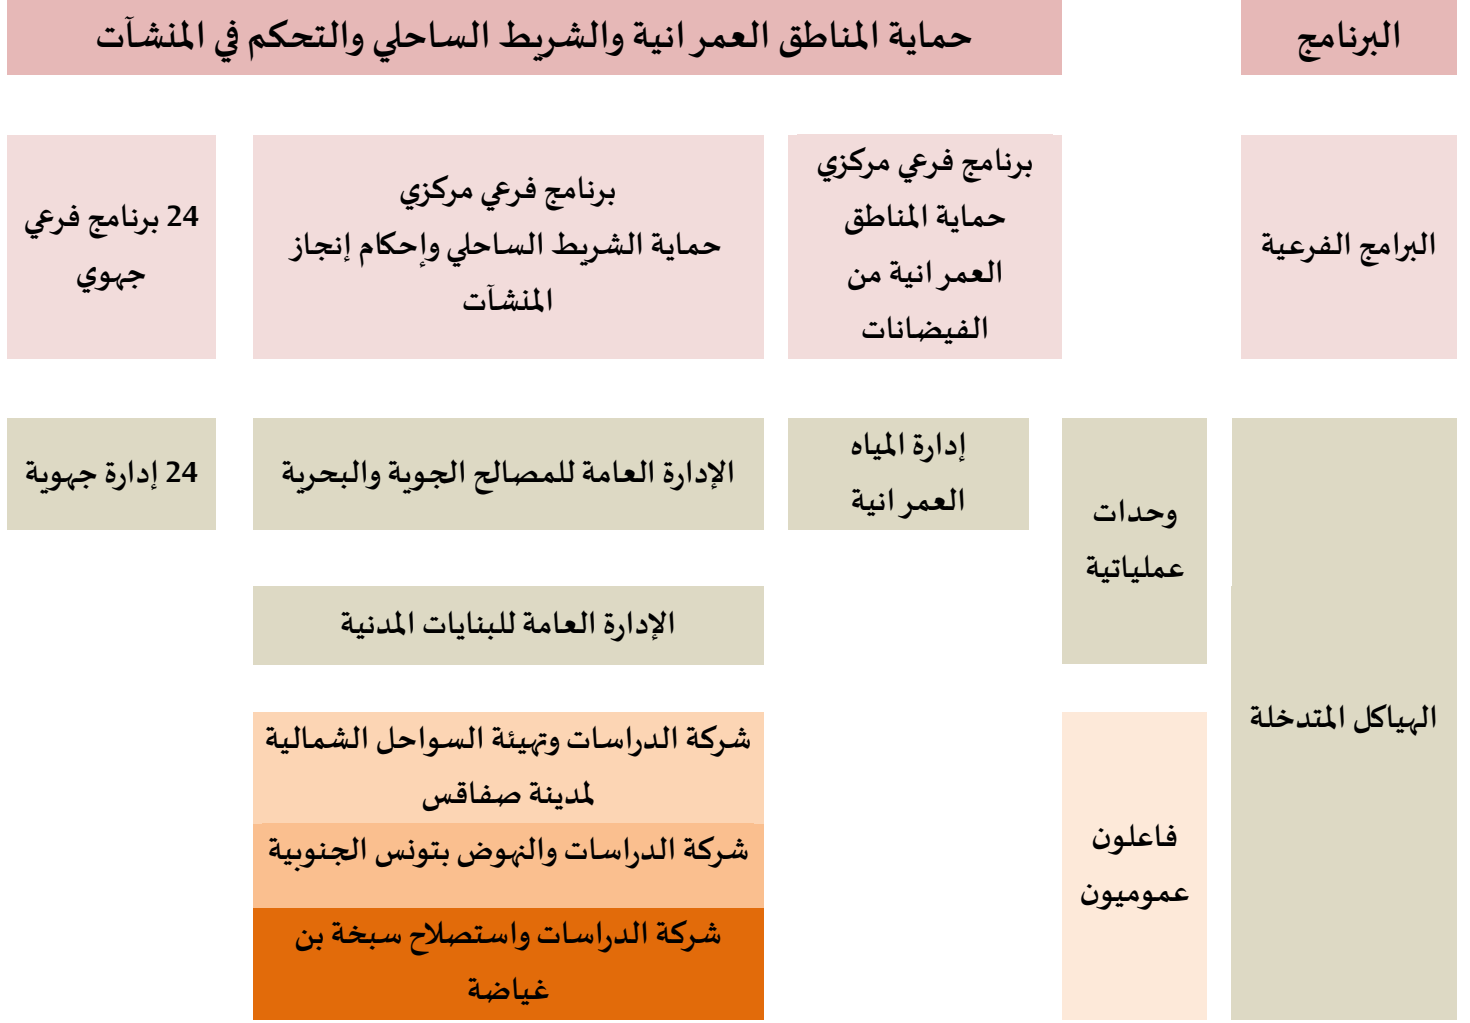 البرنامج
حماية المناطق العمرانية والشريط الساحلي والتحكم في المنشآت
البرامج الفرعية
برنامج فرعي مركزي
حماية المناطق
العمرانية من
الفيضانات
برنامج فرعي مركزي
حماية الشريط الساحلي وإحكام إنجاز
المنشآت
24 برنامج فرعي
جهوي
الهياكل المتدخلة
وحدات
عملياتية
إدارة المياه
العمرانية
الإدارة العامة للمصالح الجوية والبحرية
24 إدارة جهوية
الإدارة العامة للبنايات المدنية
فاعلون
عموميون
شركة الدراسات وتهيئة السواحل الشمالية
لمدينة صفاقس
شركة الدراسات والنهوض بتونس الجنوبية
شركة الدراسات واستصلاح سبخة بن
غياضة